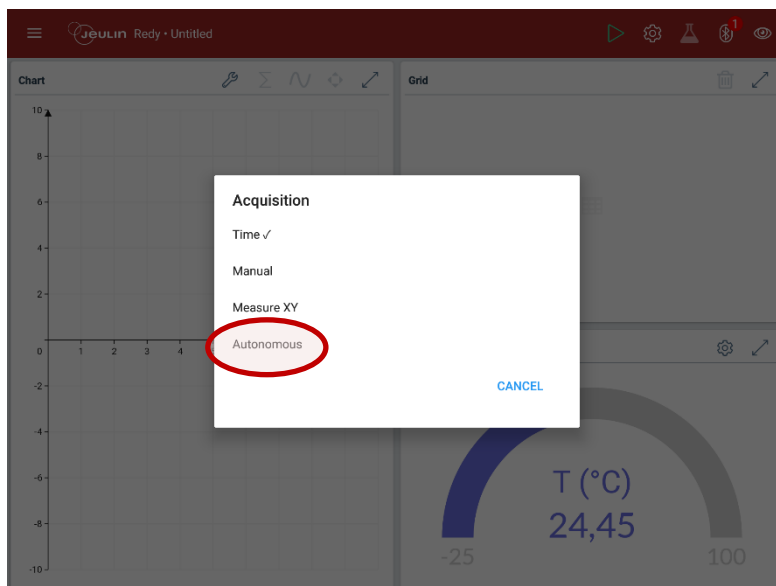 Jeulin Redy • Untitled
1
Chart
Grid
10
8
6
4
2
0
1 2 3 4
-2
-4
-6
-8
-10
Acquisition
Time ✓
Manual
Measure XY
Autonomous
CANCEL
T (°C)
24,45
-25
100